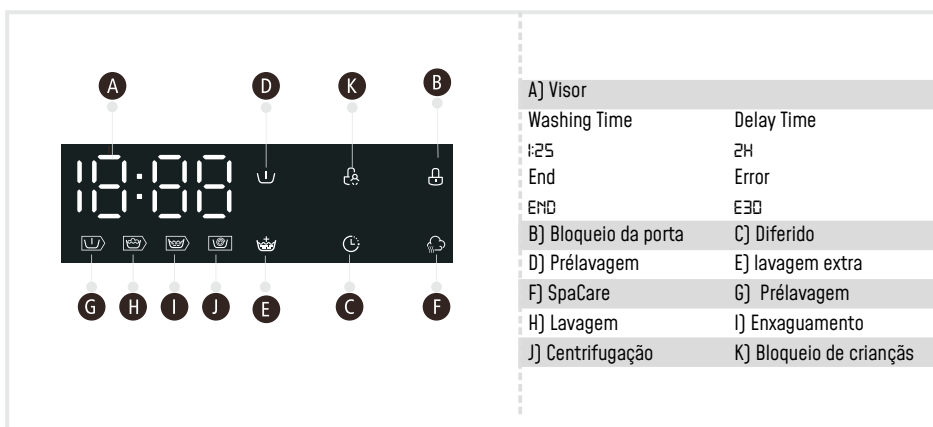 A D K B
18:88
G H I J E C F
A) Visor
Washing Time Delay Time
1:25 2H
End Error
END E30
B) Bloqueio da porta C) Diferido
D) Prélavagem E) lavagem extra
F) SpaCare G) Prélavagem
H) Lavagem I) Enxaguamento
J) Centrifugação K) Bloqueio de criançãs